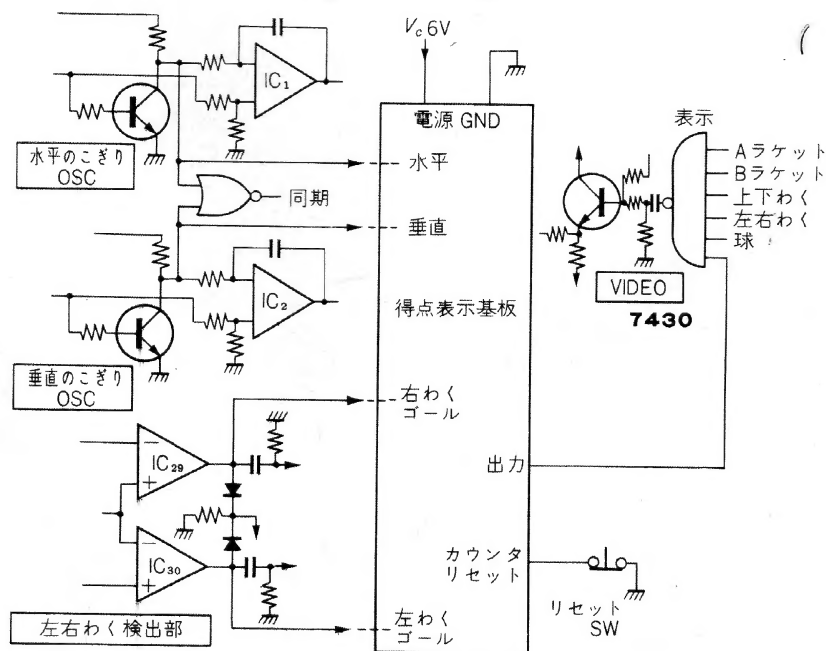 Vc 6V
電源 GND
表示
IC1
水平のこぎり
OSC
水平
同期
垂直
IC2
垂直のこぎり
OSC
得点表示基板
Aラケット
Bラケット
上下わく
左右わく
球
VIDEO
7430
右わく
ゴール
IC29
−
+
出力
IC30
−
+
カウンタ
リセット
リセット
SW
左右わく検出部
左わく
ゴール